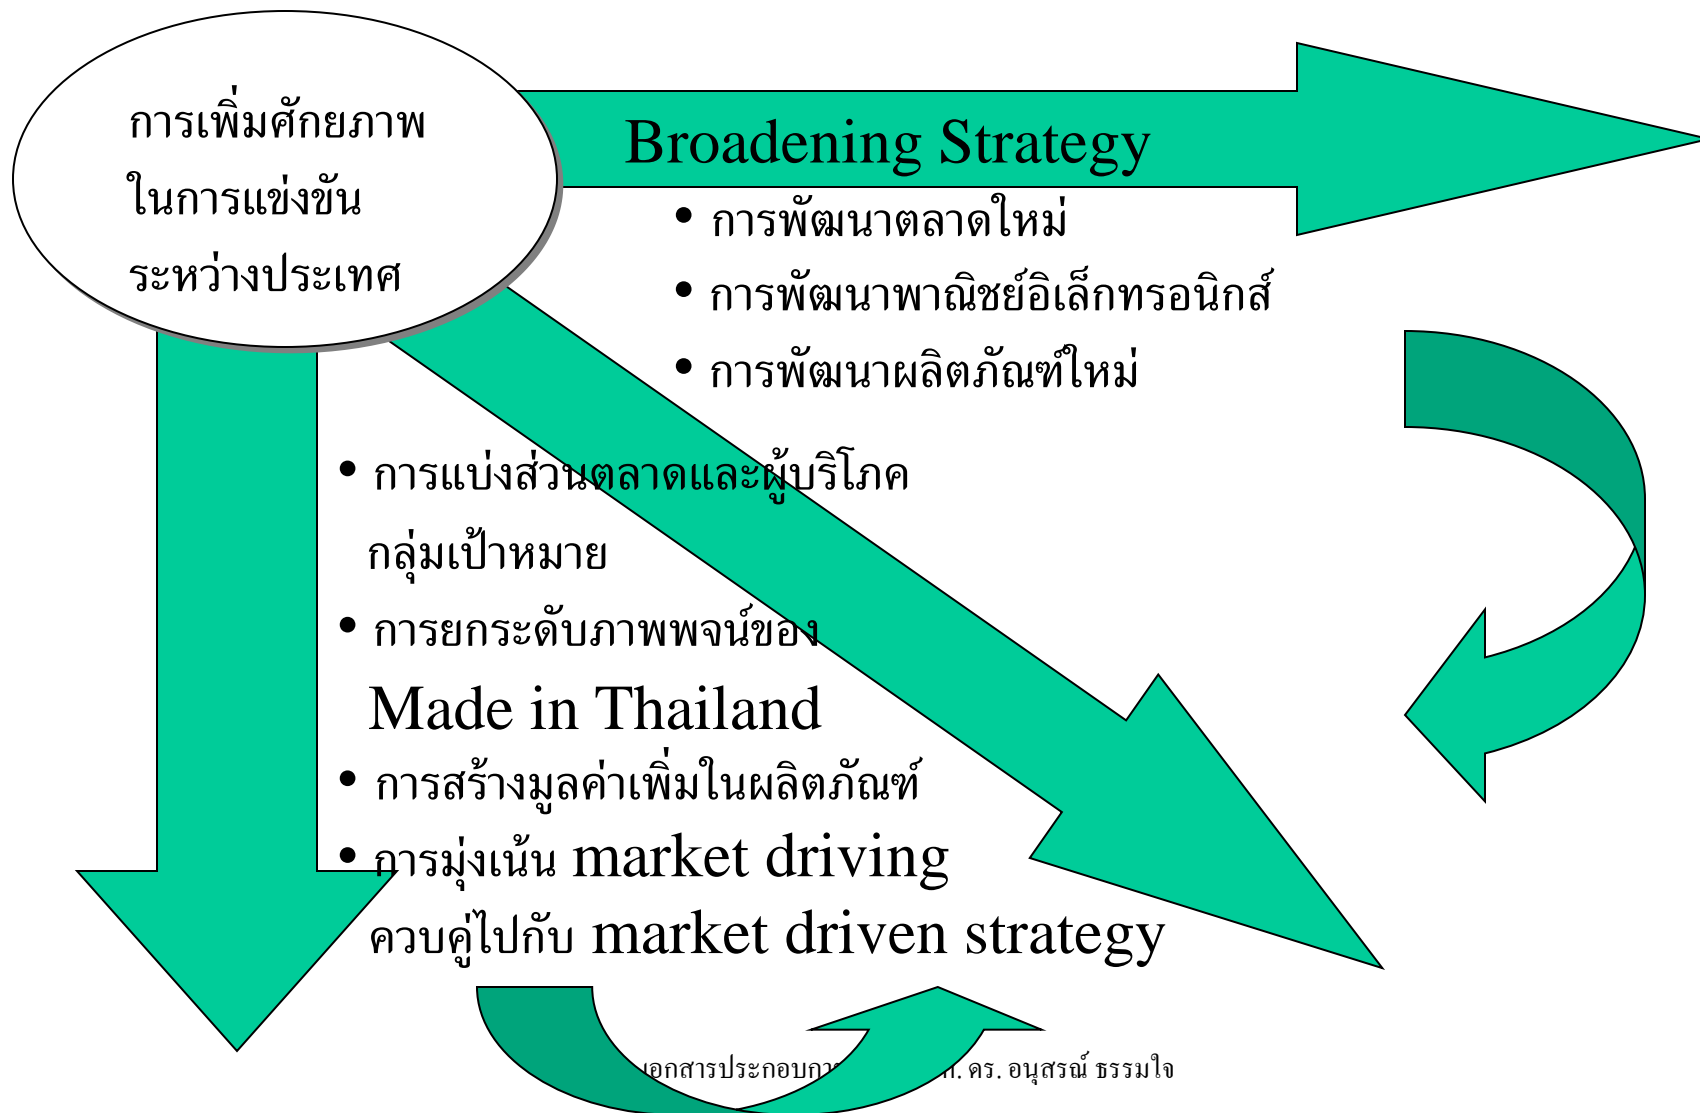 การเพิ่มศักยภาพ
ในการแข่งขัน
ระหว่างประเทศ
Broadening Strategy
• การพัฒนาตลาดใหม่
• การพัฒนาพาณิชย์อิเล็กทรอนิกส์
• การพัฒนาผลิตภัณฑ์ใหม่
• การแบ่งส่วนตลาดและผู้บริโภค
กลุ่มเป้าหมาย
• การยกระดับภาพพจน์ของ
Made in Thailand
• การสร้างมูลค่าเพิ่มในผลิตภัณฑ์
• การมุ่งเน้น market driving
ควบคู่ไปกับ market driven strategy
ดร. อนุสรณ์ ธรรมใจ